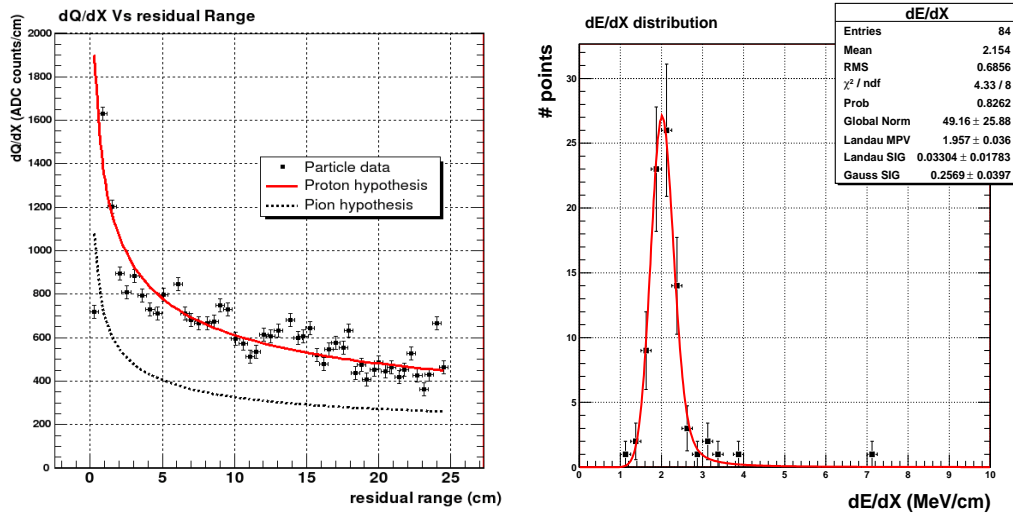 dQ/dX Vs residual Range
dQ/dX (ADC counts/cm)
2000
1800
1600
1400
1200
1000
800
600
400
200
0
Particle data
Proton hypothesis
Pion hypothesis
0 5 10 15 20 25
residual range (cm)
dE/dX distribution
# points
30
25
20
15
10
5
0
dE/dX
Entries 84
Mean 2.154
RMS 0.6856
χ² / ndf 4.33 / 8
Prob 0.8262
Global Norm 49.16 ± 25.88
Landau MPV 1.957 ± 0.036
Landau SIG 0.03304 ± 0.01783
Gauss SIG 0.2569 ± 0.0397
0 1 2 3 4 5 6 7 8 9 10
dE/dX (MeV/cm)